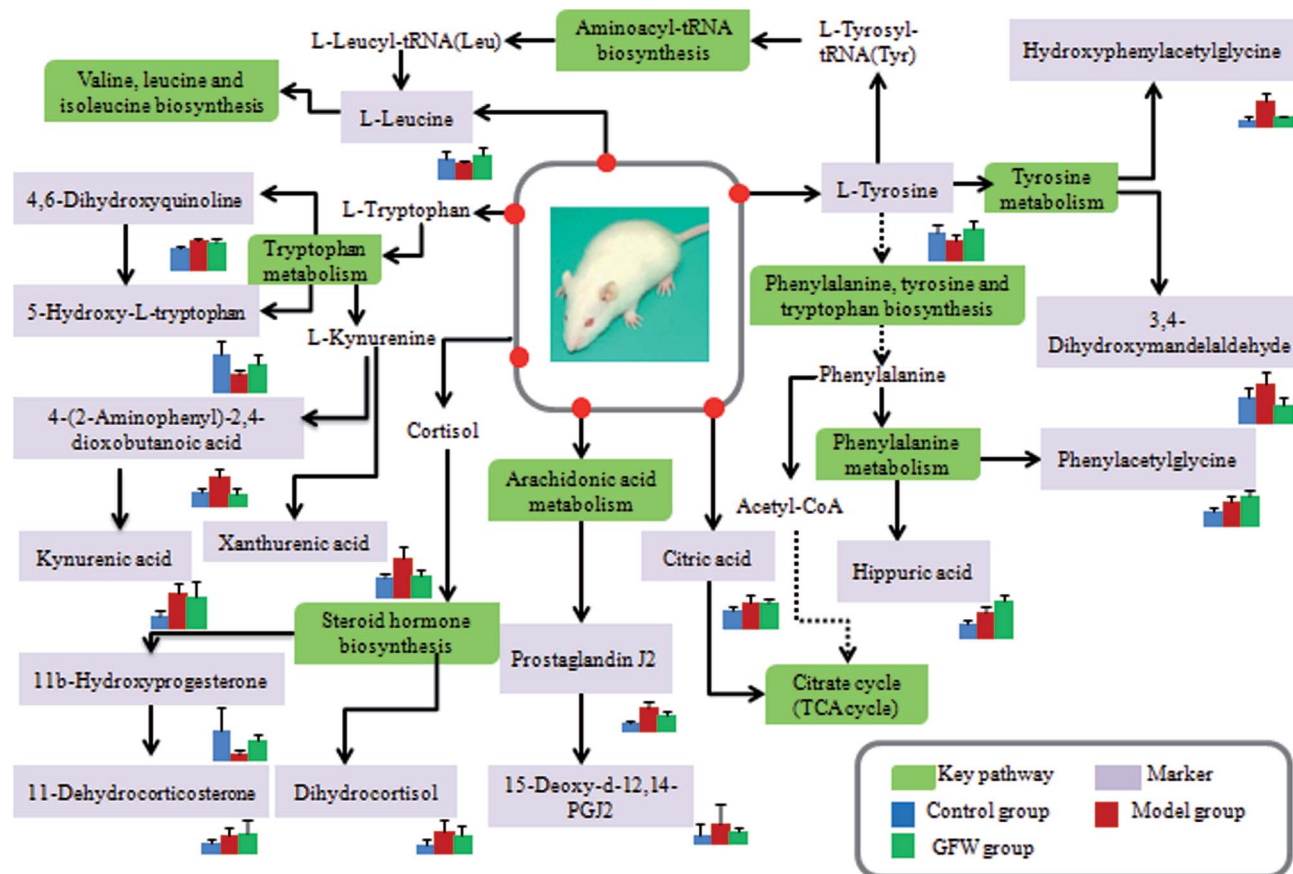 L-Leucyl-tRNA(Leu)
Aminoacyl-tRNA
biosynthesis
L-Tyrosyl-
tRNA(Tyr)
Hydroxyphenylacetylglycine
Valine, leucine and
isoleucine biosynthesis
L-Leucine
4,6-Dihydroxyquinoline
L-Tryptophan
L-Tyrosine
Tyrosine
metabolism
Tryptophan
metabolism
Phenylalanine, tyrosine and
tryptophan biosynthesis
5-Hydroxy-L-tryptophan
L-Kynurenine
3,4-
Dihydroxymandelaldehyde
Phenylalanine
4-(2-Aminophenyl)-2,4-
dioxobutanoic acid
Cortisol
Phenylalanine
metabolism
Phenylacetylglycine
Arachidonic acid
metabolism
Acetyl-CoA
Kynurenic acid
Xanthurenic acid
Citric acid
Hippuric acid
Steroid hormone
biosynthesis
Prostaglandin J2
11b-Hydroxyprogesterone
Citrate cycle
(TCA cycle)
11-Dehydrocorticosterone
Dihydrocortisol
15-Deoxy-d-12,14-
PGJ2
Key pathway
Marker
Control group
Model group
GFW group